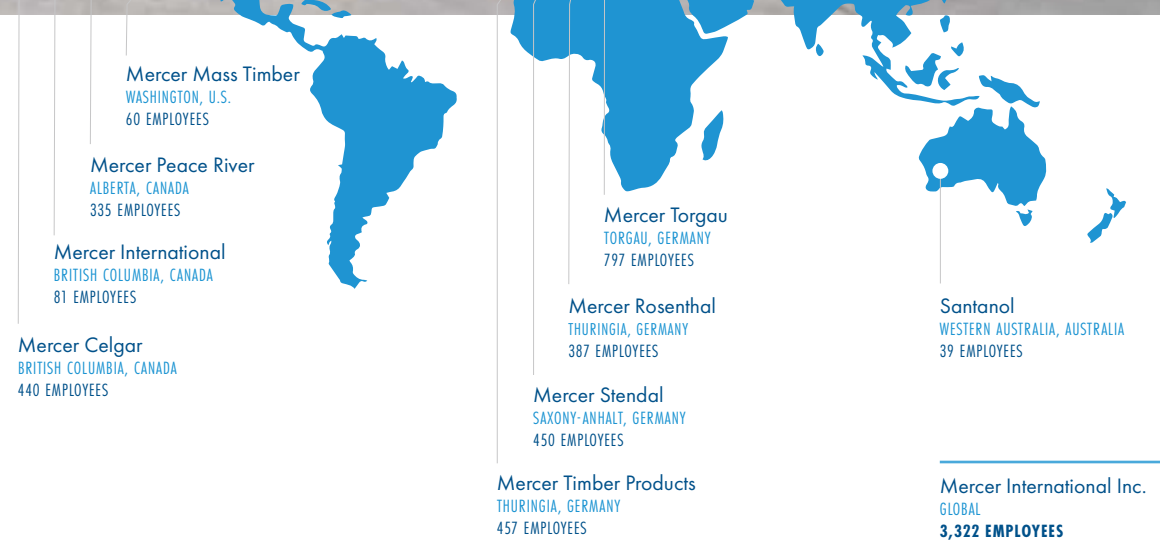 Mercer Mass Timber
WASHINGTON, U.S.
60 EMPLOYEES
Mercer Peace River
ALBERTA, CANADA
335 EMPLOYEES
Mercer International
BRITISH COLUMBIA, CANADA
81 EMPLOYEES
Mercer Celgar
BRITISH COLUMBIA, CANADA
440 EMPLOYEES
Mercer Torgau
TORGAU, GERMANY
797 EMPLOYEES
Mercer Rosenthal
THURINGIA, GERMANY
387 EMPLOYEES
Mercer Stendal
SAXONY-ANHALT, GERMANY
450 EMPLOYEES
Mercer Timber Products
THURINGIA, GERMANY
457 EMPLOYEES
Santanol
WESTERN AUSTRALIA, AUSTRALIA
39 EMPLOYEES
Mercer International Inc.
GLOBAL
3,322 EMPLOYEES